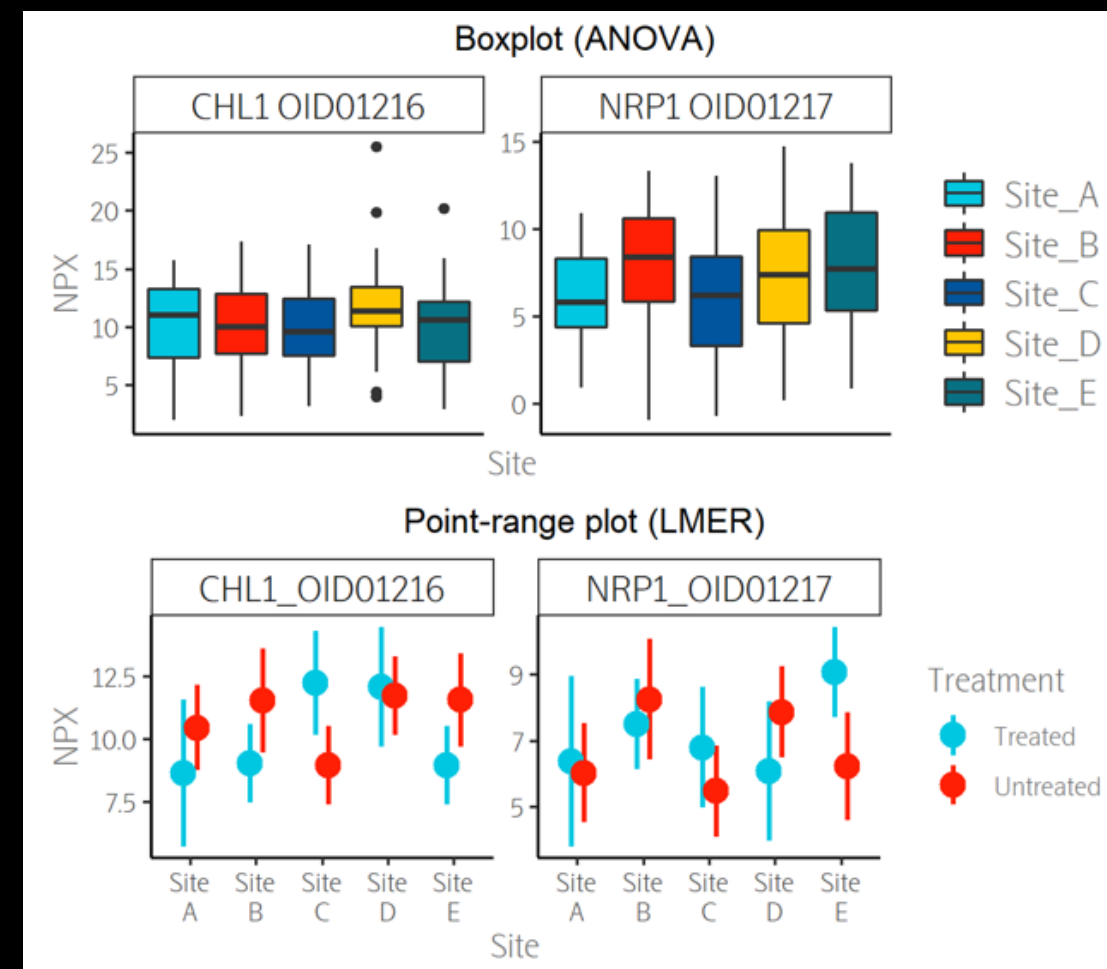 Boxplot (ANOVA)
CHL1 OID01216
NRP1 OID01217
NPX
25
20
15
10
5
15
10
5
0
Site
Site_A
Site_B
Site_C
Site_D
Site_E
Point-range plot (LMER)
CHL1_OID01216
NRP1_OID01217
NPX
12.5
10.0
7.5
9
7
5
Site A
Site B
Site C
Site D
Site E
Site A
Site B
Site C
Site D
Site E
Site
Treatment
Treated
Untreated